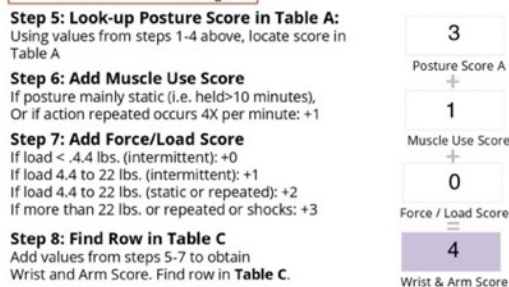 Step 5: Look-up Posture Score in Table A:
Using values from steps 1-4 above, locate score in
Table A
3
Posture Score A
+
Step 6: Add Muscle Use Score
If posture mainly static (i.e. held>10 minutes),
Or if action repeated occurs 4X per minute: +1
1
Muscle Use Score
+
Step 7: Add Force/Load Score
If load < .4.4 lbs. (intermittent): +0
If load 4.4 to 22 lbs. (intermittent): +1
If load 4.4 to 22 lbs. (static or repeated): +2
If more than 22 lbs. or repeated or shocks: +3
0
Force / Load Score
=
Step 8: Find Row in Table C
Add values from steps 5-7 to obtain
Wrist and Arm Score. Find row in Table C.
4
Wrist & Arm Score